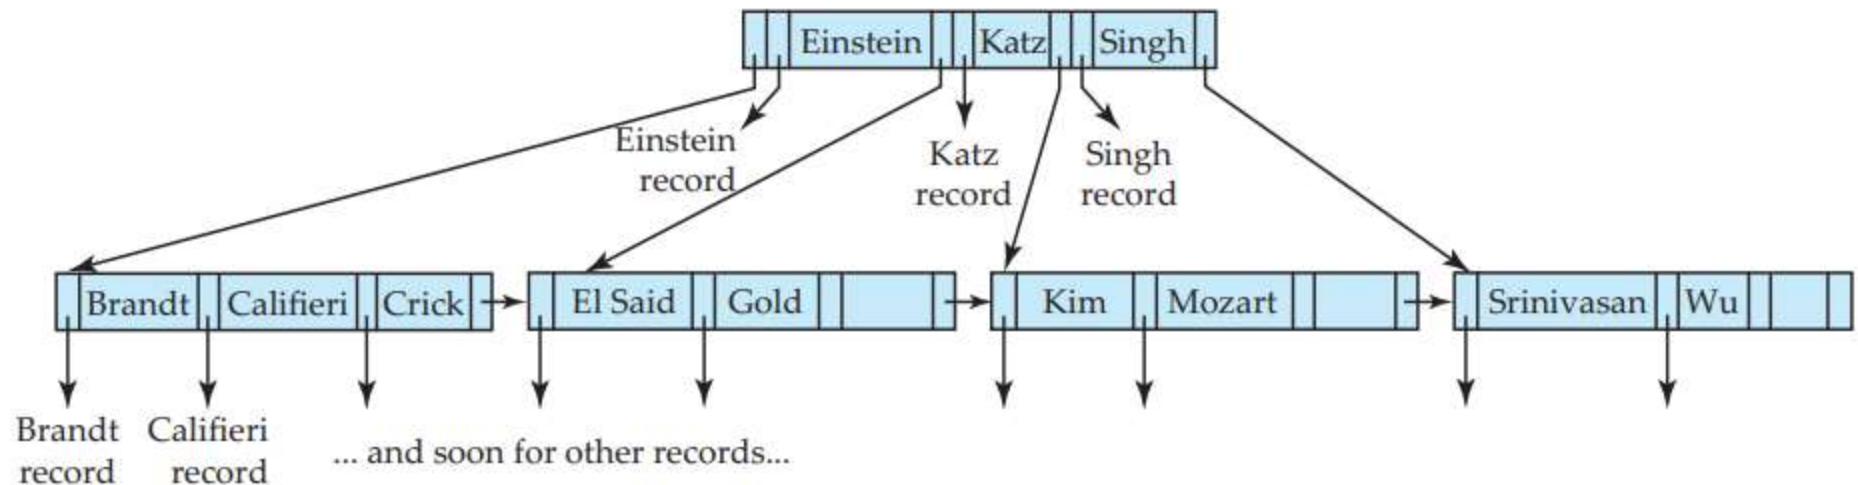 Einstein Katz Singh
Einstein
record
Katz
record
Singh
record
Brandt Califieri Crick El Said Gold Kim Mozart Srinivasan Wu
Brandt
record
Califieri
record
... and soon for other records...